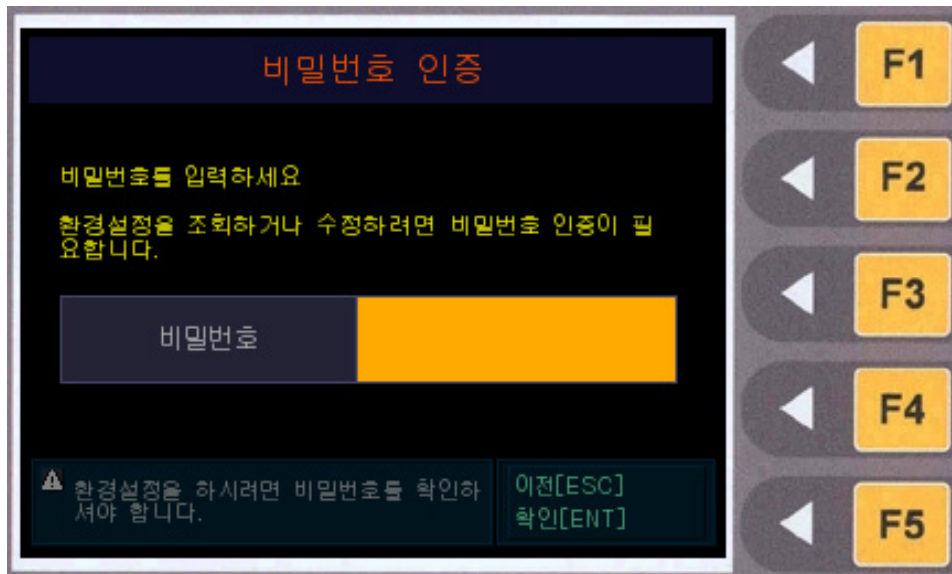 비밀번호 인증
F1
비밀번호를 입력하세요
F2
환경설정을 조회하거나 수정하려면 비밀번호 인증이 필
요합니다.
F3
비밀번호
F4
환경설정을 하시려면 비밀번호를 확인하
셔야 합니다.
이전[ESC]
확인[ENT]
F5